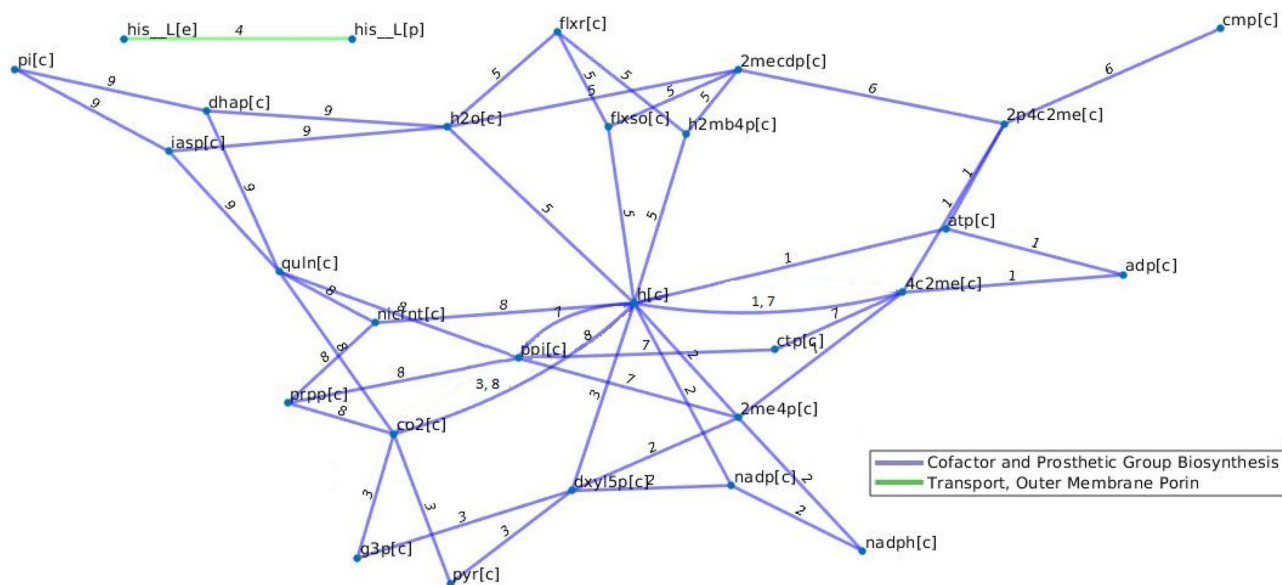 his__L[e]
4
his__L[p]
flxr[c]
cmp[c]
pi[c]
2mecdp[c]
9
5
5
5
6
6
9
dhap[c]
9
h2o[c]
5
5
5
flxso[c]
h2mb4p[c]
2p4c2me[c]
iasp[c]
9
9
9
5
5
5
1
1
atp[c]
1
1
adp[c]
quln[c]
8
4c2me[c]
1
h[c]
nicrnt[c]
8
8
7
1, 7
8
8
8
ppi[c]
7
ctp[c]
7
1
2
prpp[c]
8
8
3, 8
7
2
3
2me4p[c]
co2[c]
2
dxyl5p[c]
2
nadp[c]
2
3
3
3
3
2
g3p[c]
pyr[c]
nadph[c]
Cofactor and Prosthetic Group Biosynthesis
Transport, Outer Membrane Porin